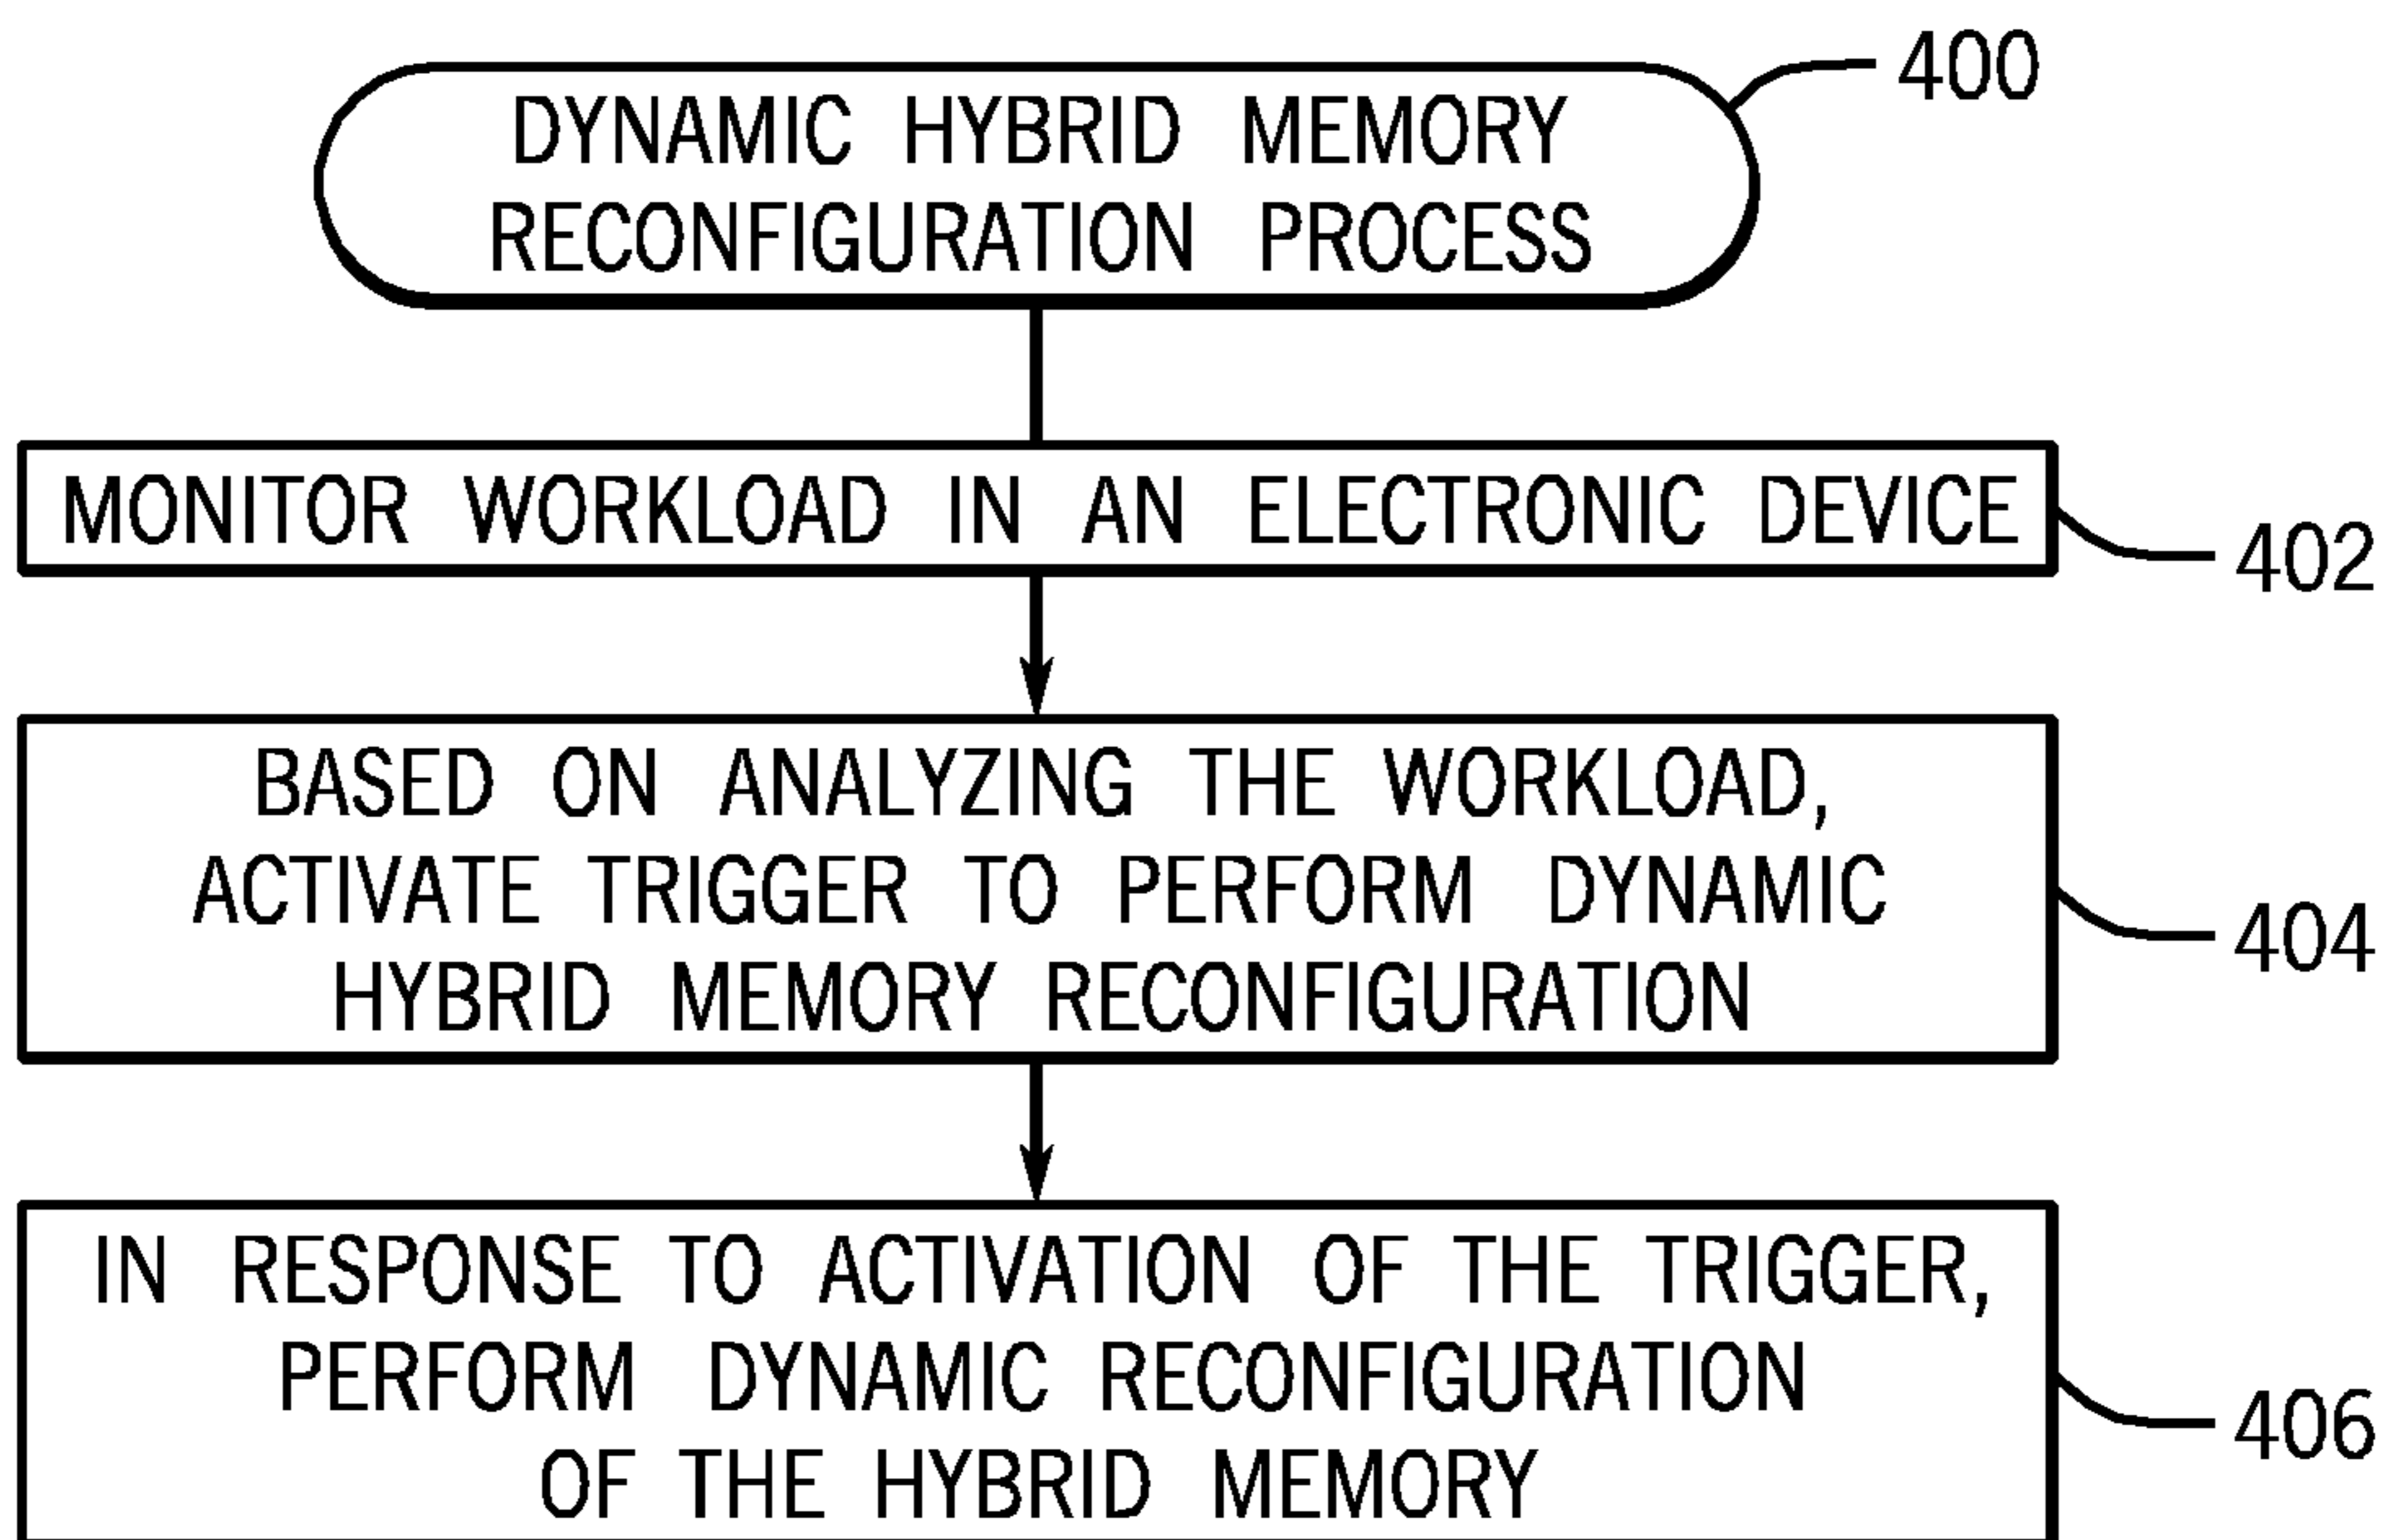 400
DYNAMIC HYBRID MEMORY
RECONFIGURATION PROCESS
MONITOR WORKLOAD IN AN ELECTRONIC DEVICE
402
BASED ON ANALYZING THE WORKLOAD,
ACTIVATE TRIGGER TO PERFORM DYNAMIC
HYBRID MEMORY RECONFIGURATION
404
IN RESPONSE TO ACTIVATION OF THE TRIGGER,
PERFORM DYNAMIC RECONFIGURATION
OF THE HYBRID MEMORY
406